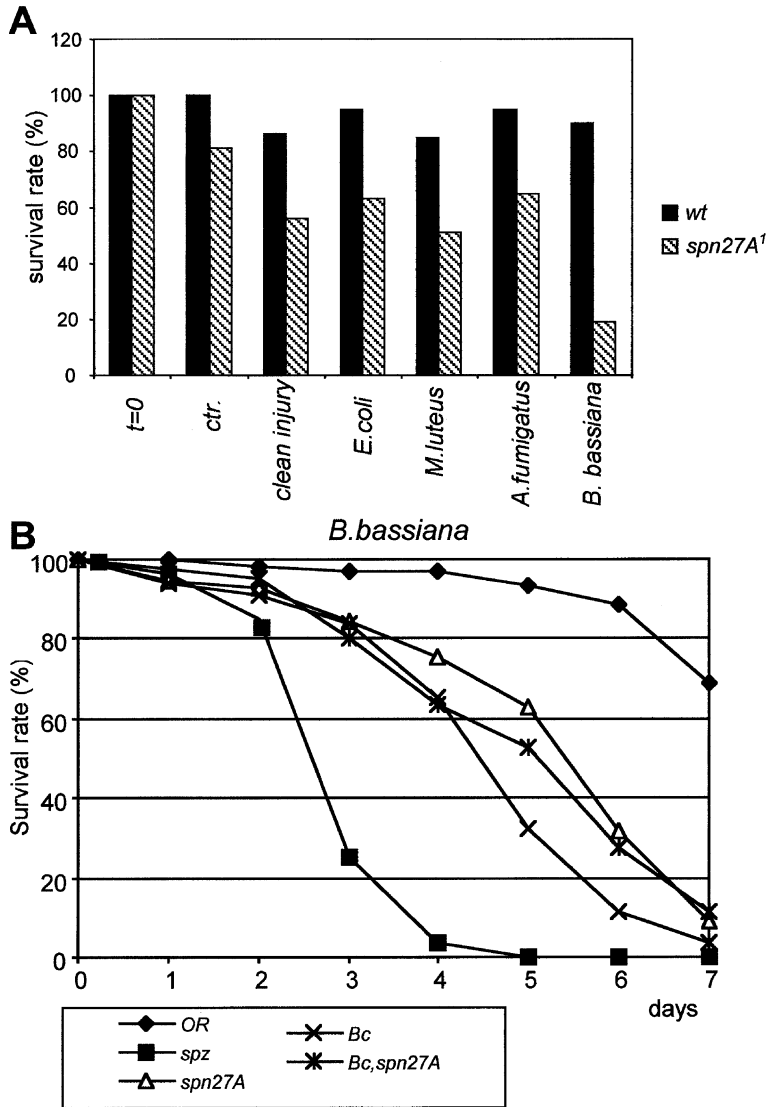 A
120
100
80
60
40
20
0
survival rate (%)
t=0
ctr.
clean injury
E.coli
M.luteus
A.fumigatus
B. bassiana
wt
spn27A¹
B
B.bassiana
100
80
60
40
20
0
Survival rate (%)
0 1 2 3 4 5 6 7
days
OR
spz
spn27A
Bc
Bc,spn27A